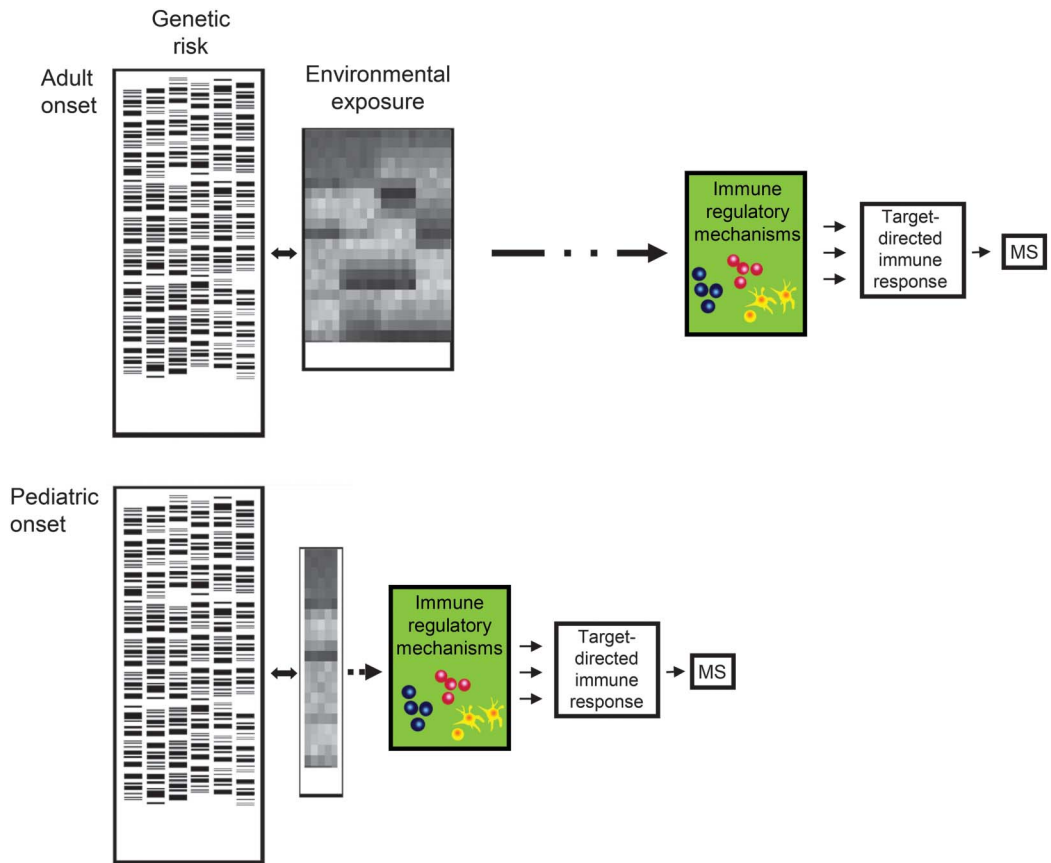 Genetic
risk
Adult
onset
Environmental
exposure
Immune
regulatory
mechanisms
Target-
directed
immune
response
MS
Pediatric
onset
Immune
regulatory
mechanisms
Target-
directed
immune
response
MS